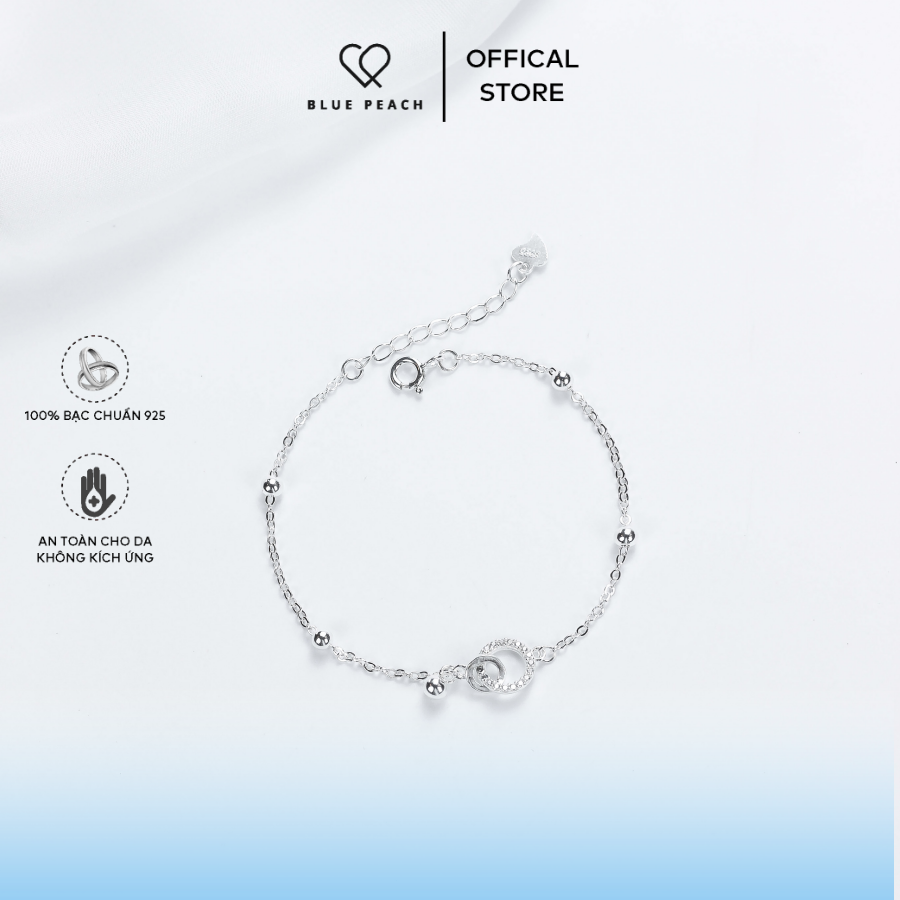 BLUE PEACH
OFFICAL
STORE
100% BẠC CHUẨN 925
AN TOÀN CHO DA
KHÔNG KÍCH ỨNG